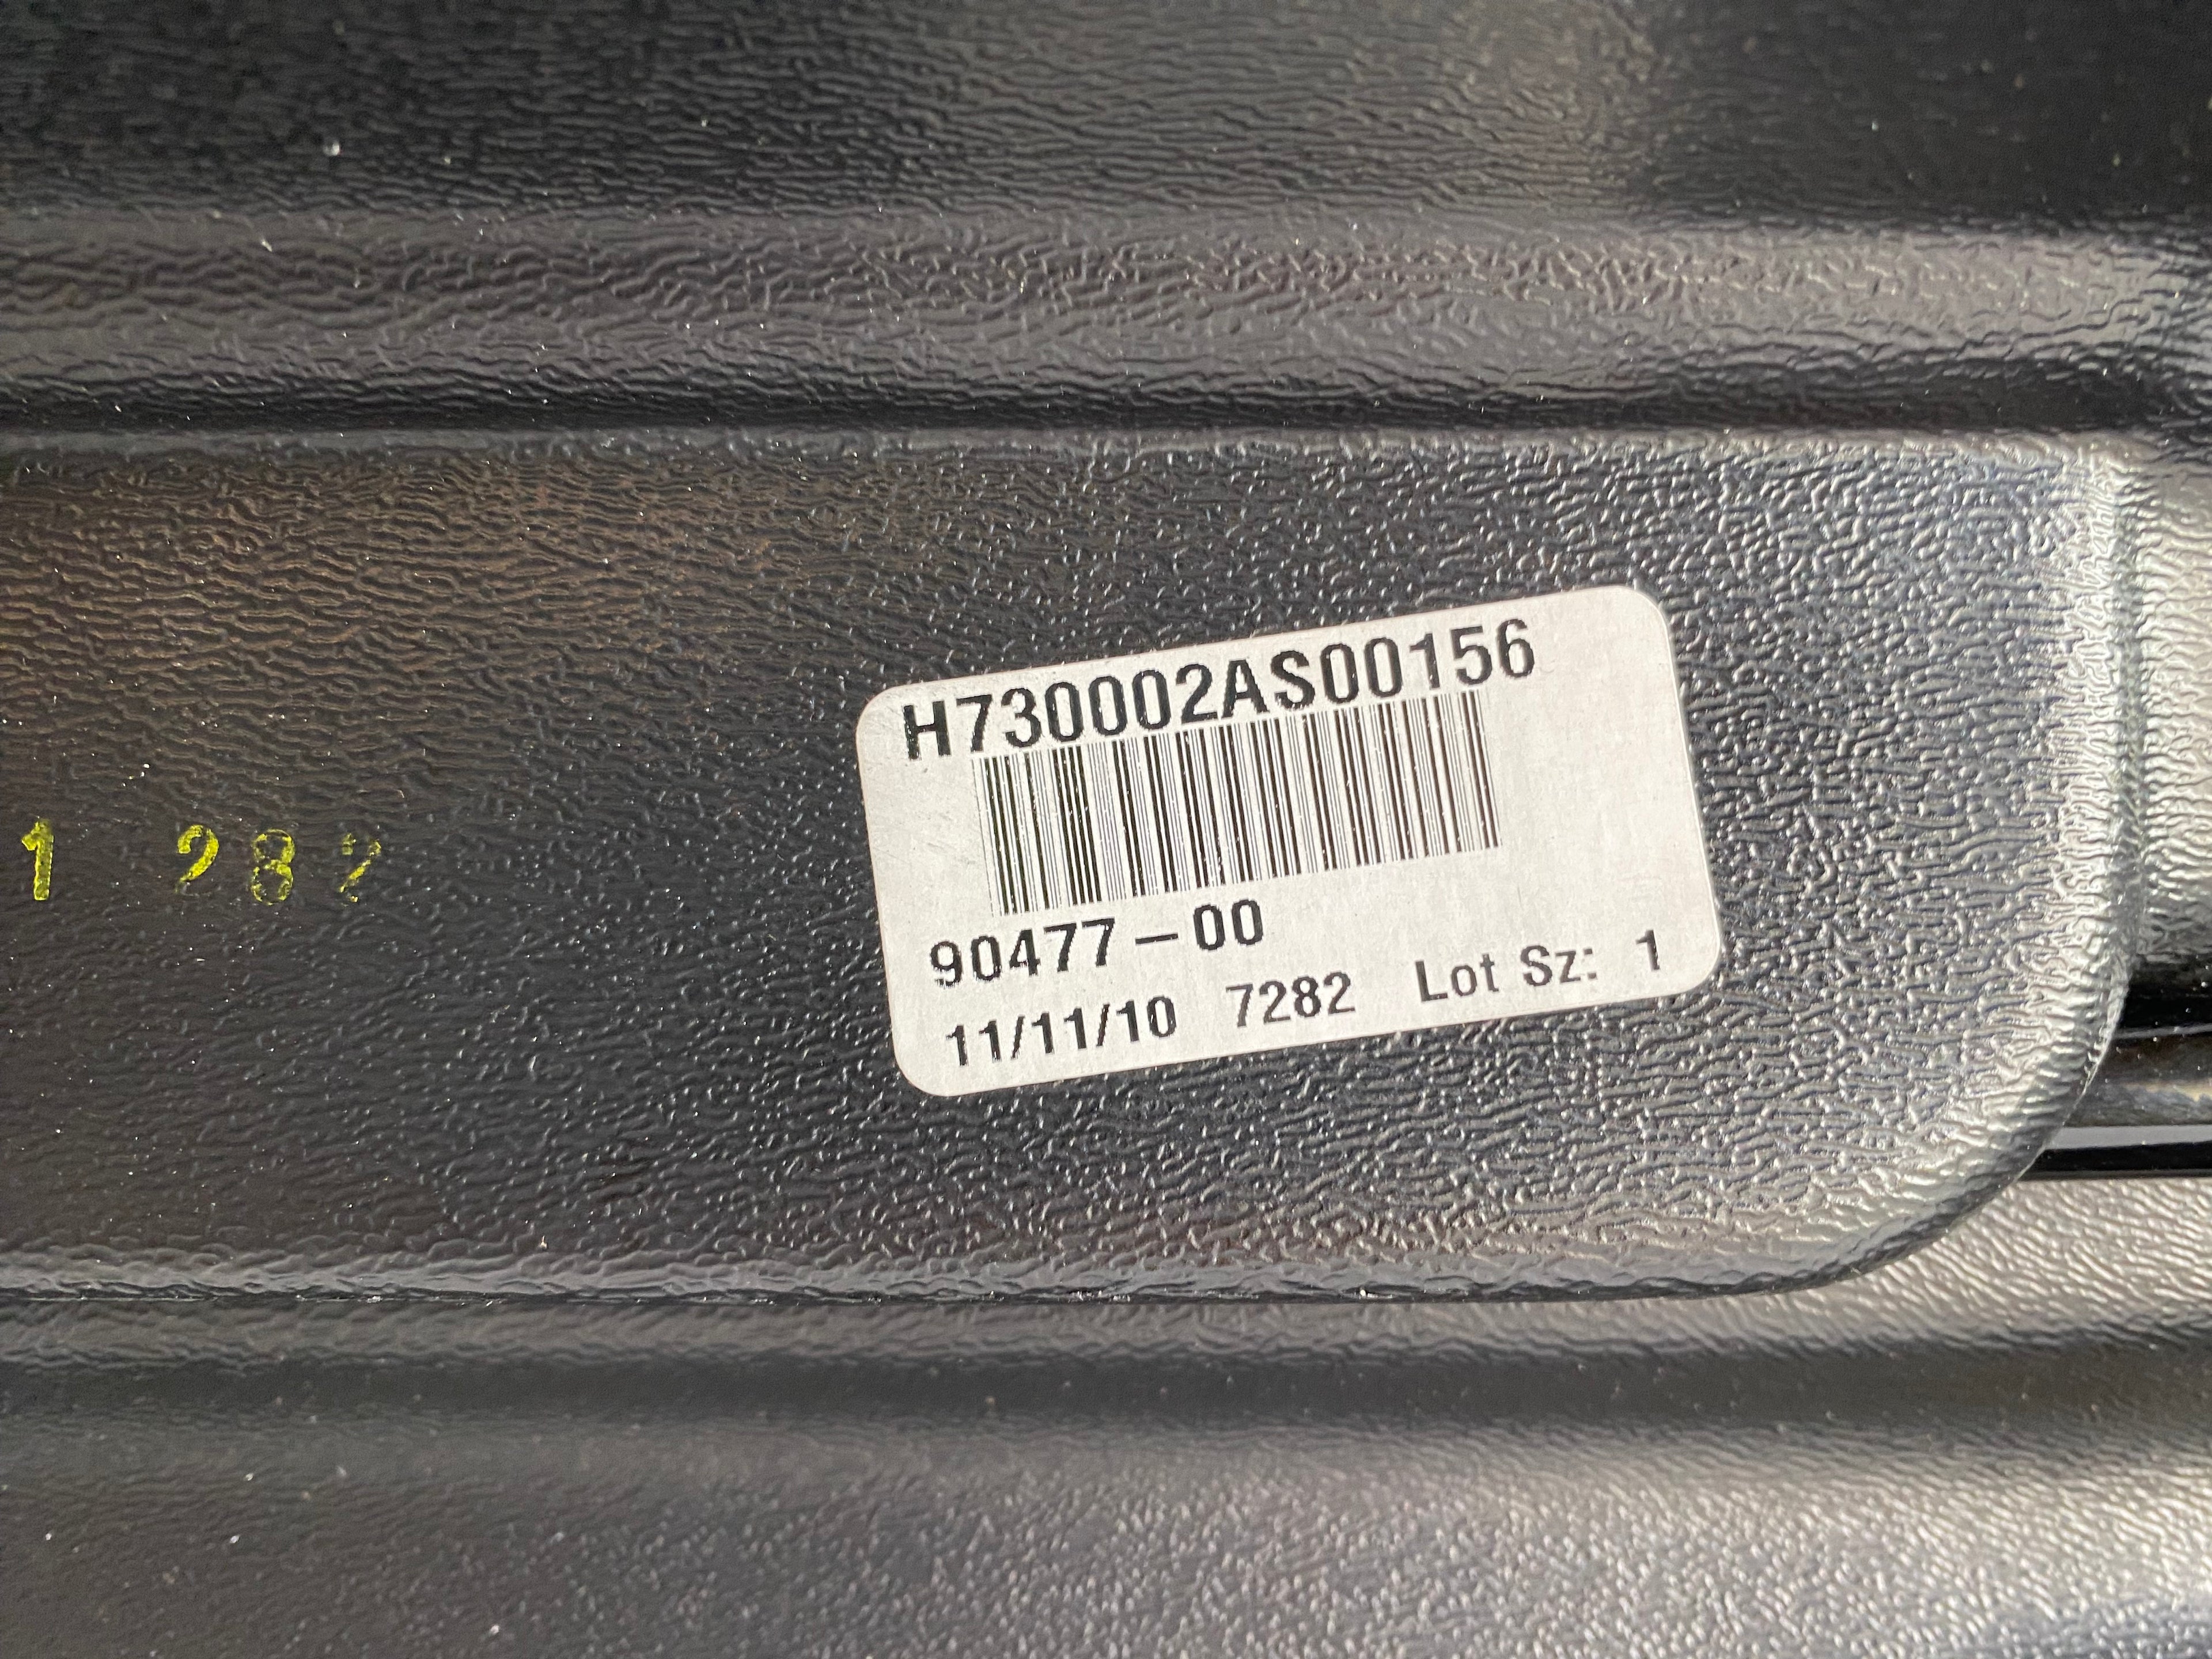 H730002AS00156
90477-00
11/11/10 7282 Lot Sz: 1
1 282